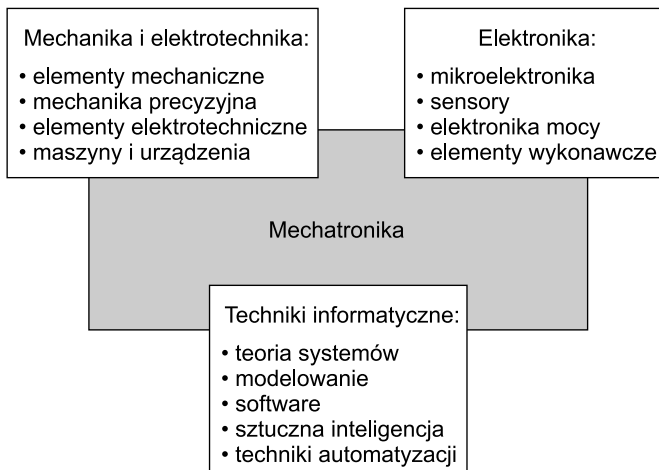 Mechanika i elektrotechnika:
• elementy mechaniczne
• mechanika precyzyjna
• elementy elektrotechniczne
• maszyny i urządzenia
Elektronika:
• mikroelektronika
• sensory
• elektronika mocy
• elementy wykonawcze
Mechatronika
Techniki informatyczne:
• teoria systemów
• modelowanie
• software
• sztuczna inteligencja
• techniki automatyzacji